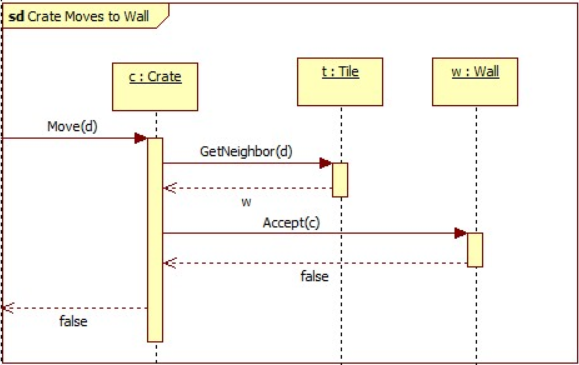 sd Crate Moves to Wall
c : Crate
t : Tile
w : Wall
Move(d)
GetNeighbor(d)
w
Accept(c)
false
false